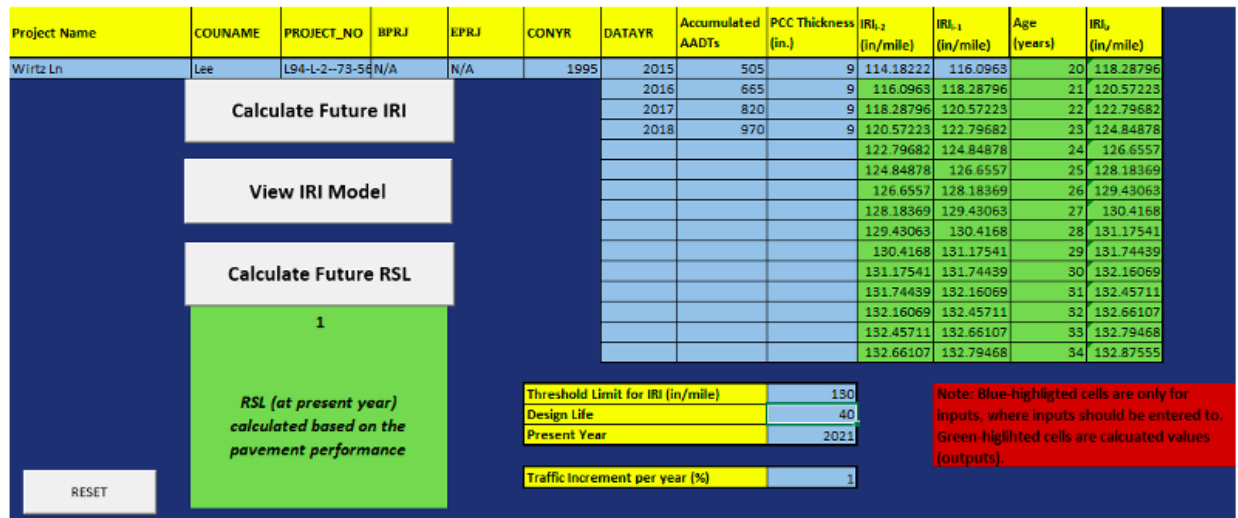 Project Name COUNAME PROJECT_NO BPRJ EPRJ CONYR DATAYR Accumulated AADTs PCC Thickness (in.) IRIi-2 (in/mile) IRIi-1 (in/mile) Age (years) IRI (in/mile)
Wirtz Ln Lee L94-L-2--73-56 N/A N/A 1995 2015 505 9 114.18222 116.0963 20 118.28796
2016 665 9 116.0963 118.28796 21 120.57223
2017 820 9 118.28796 120.57223 22 122.79682
2018 970 9 120.57223 122.79682 23 124.84878
122.79682 124.84878 24 126.6557
124.84878 126.6557 25 128.18369
126.6557 128.18369 26 129.43063
128.18369 129.43063 27 130.4168
129.43063 130.4168 28 131.17541
130.4168 131.17541 29 131.74439
131.17541 131.74439 30 132.16069
131.74439 132.16069 31 132.45711
132.16069 132.45711 32 132.66107
132.45711 132.66107 33 132.79468
132.66107 132.79468 34 132.87555
Calculate Future IRI
View IRI Model
Calculate Future RSL
1
RSL (at present year)
calculated based on the
pavement performance
RESET
Threshold Limit for IRI (in/mile) 130
Design Life 40
Present Year 2021
Traffic Increment per year (%) 1
Note: Blue-highligted cells are only for
inputs, where inputs should be entered to.
Green-higlihted cells are calcuated values
(outputs).